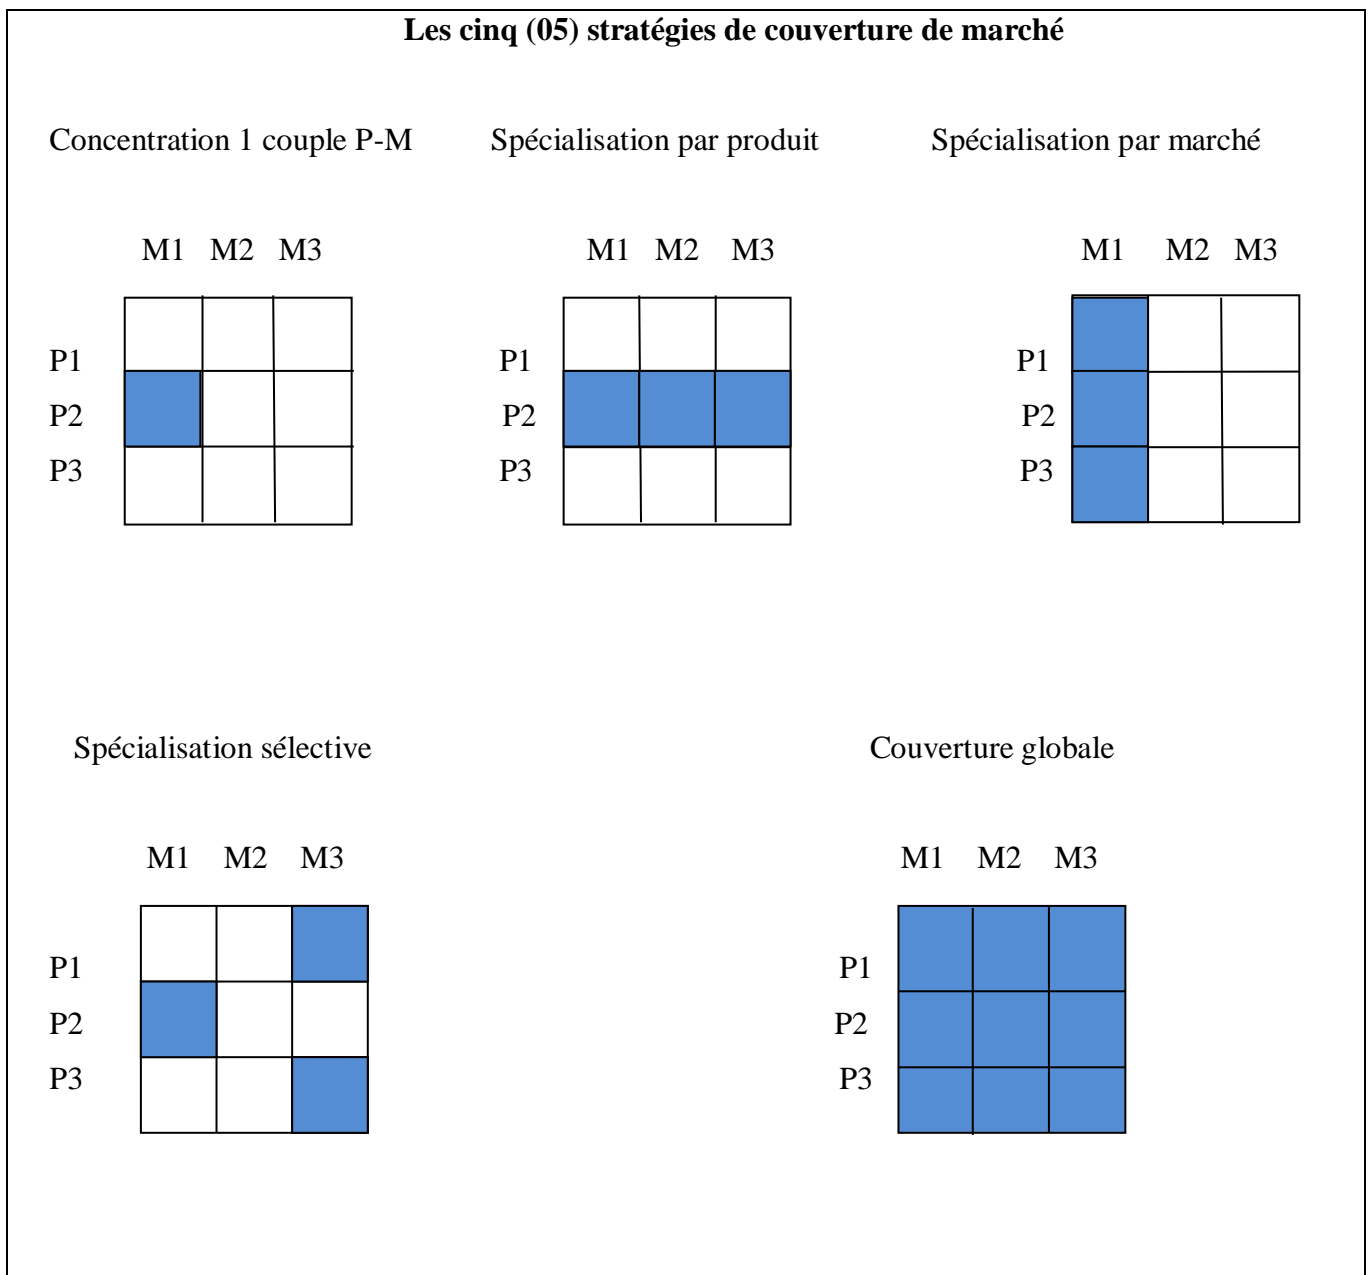 Les cinq (05) stratégies de couverture de marché
Concentration 1 couple P-M
Spécialisation par produit
Spécialisation par marché
M1 M2 M3
M1 M2 M3
M1 M2 M3
P1
P2
P3
P1
P2
P3
P1
P2
P3
Spécialisation sélective
Couverture globale
M1 M2 M3
M1 M2 M3
P1
P2
P3
P1
P2
P3